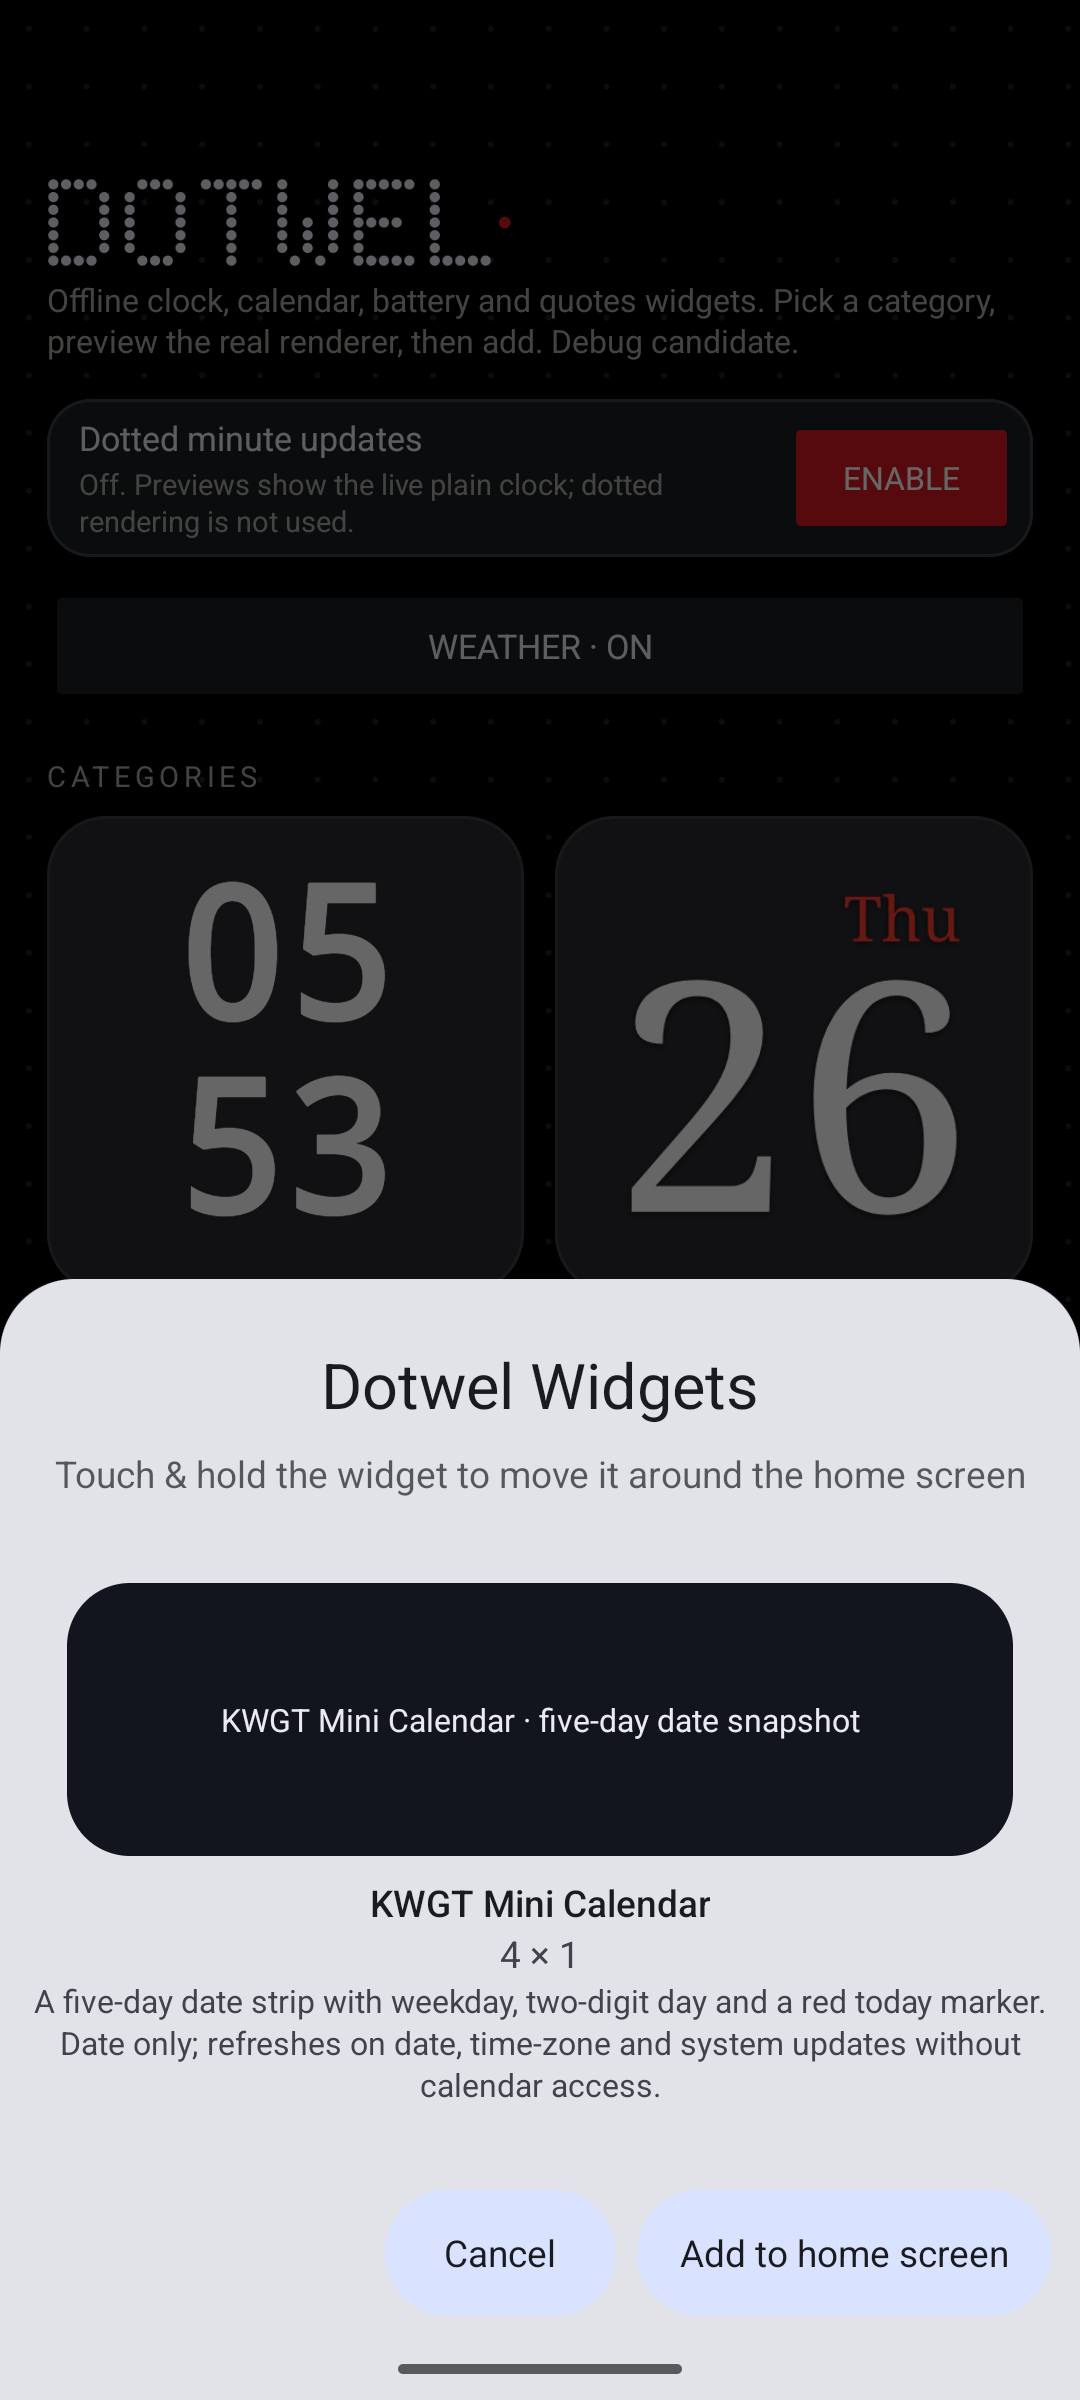 DOTWEL
Offline clock, calendar, battery and quotes widgets. Pick a category,
preview the real renderer, then add. Debug candidate.
Dotted minute updates
Off. Previews show the live plain clock; dotted
rendering is not used.
ENABLE
WEATHER · ON
CATEGORIES
05
53
Thu
26
Dotwel Widgets
Touch & hold the widget to move it around the home screen
KWGT Mini Calendar · five-day date snapshot
KWGT Mini Calendar
4 × 1
A five-day date strip with weekday, two-digit day and a red today marker.
Date only; refreshes on date, time-zone and system updates without
calendar access.
Cancel
Add to home screen